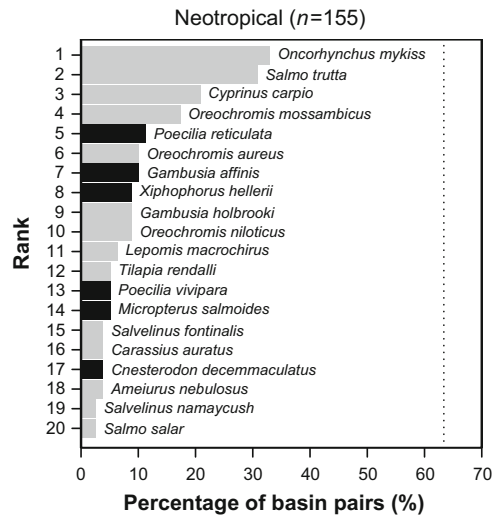 Neotropical (n=155)
Rank
1 Oncorhynchus mykiss
2 Salmo trutta
3 Cyprinus carpio
4 Oreochromis mossambicus
5 Poecilia reticulata
6 Oreochromis aureus
7 Gambusia affinis
8 Xiphophorus hellerii
9 Gambusia holbrooki
10 Oreochromis niloticus
11 Lepomis macrochirus
12 Tilapia rendalli
13 Poecilia vivipara
14 Micropterus salmoides
15 Salvelinus fontinalis
16 Carassius auratus
17 Cnesterodon decemmaculatus
18 Ameiurus nebulosus
19 Salvelinus namaycush
20 Salmo salar
0 10 20 30 40 50 60 70
Percentage of basin pairs (%)